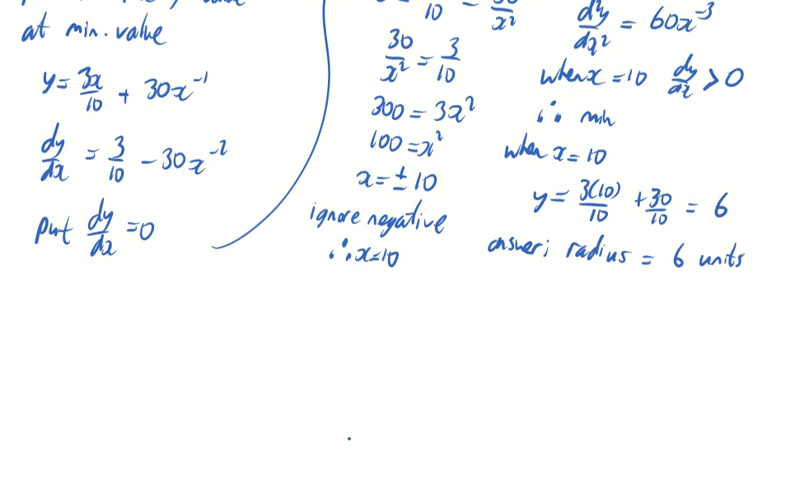 at min. value
y = 3x/10 + 30x⁻¹
dy/dx = 3/10 - 30x⁻²
put dy/dx = 0
30/x² = 3/10
300 = 3x²
100 = x²
x = ± 10
ignore negative
∴ x = 10
d²y/dx² = 60x⁻³
when x = 10 dy/dx > 0
∴ min
when x = 10
y = 3(10)/10 + 30/10 = 6
answer; radius = 6 units